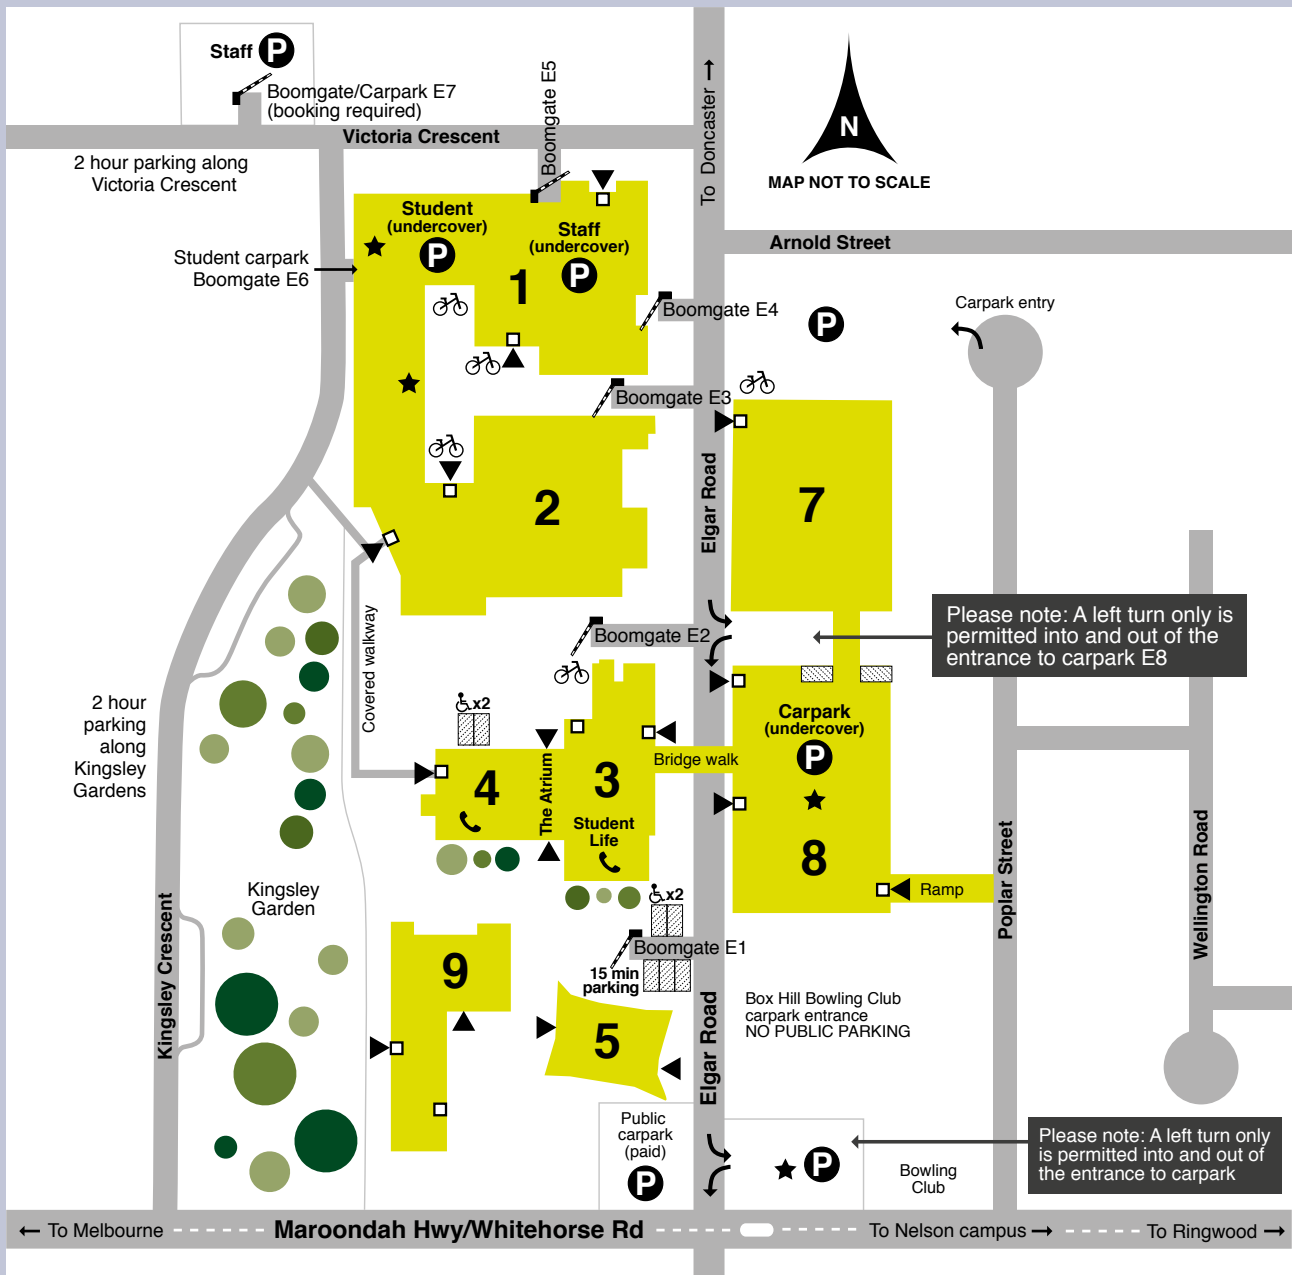 Staff P
Boomgate/Carpark E7
(booking required)
Boomgate E5
To Doncaster →
N
MAP NOT TO SCALE
Victoria Crescent
2 hour parking along
Victoria Crescent
Student
(undercover)
P
Staff
(undercover)
P
1
Arnold Street
Student carpark
Boomgate E6
Boomgate E4
P
Carpark entry
Boomgate E3
Elgar Road
2
7
Please note: A left turn only is
permitted into and out of the
entrance to carpark E8
Boomgate E2
Covered walkway
2 hour
parking
along
Kingsley
Gardens
x2
4
The Atrium
3
Student
Life
Bridge walk
Carpark
(undercover)
P
8
Ramp
Poplar Street
Wellington Road
Kingsley
Garden
x2
Boomgate E1
15 min
parking
9
5
Kingsley Crescent
Elgar Road
Box Hill Bowling Club
carpark entrance
NO PUBLIC PARKING
Public
carpark
(paid)
P
P
Bowling
Club
Please note: A left turn only
is permitted into and out of
the entrance to carpark
← To Melbourne
Maroondah Hwy/Whitehorse Rd
To Nelson campus →
To Ringwood →